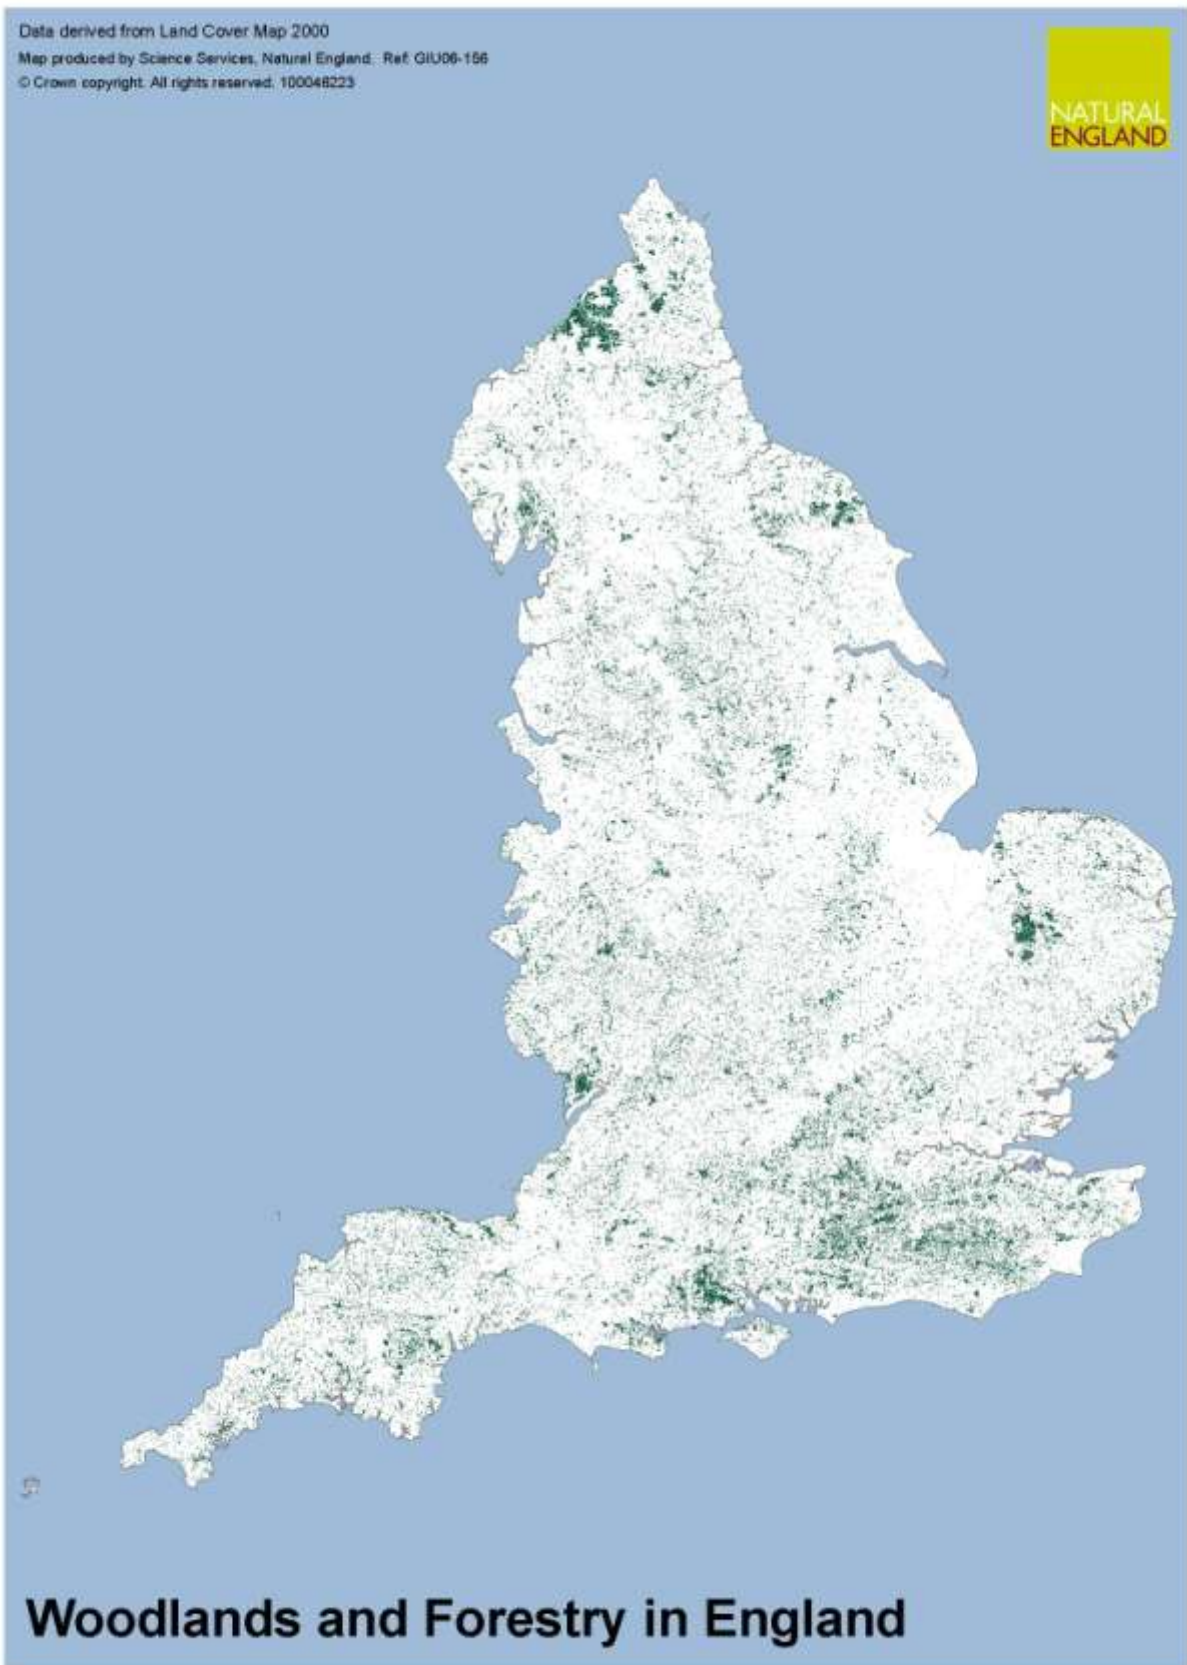 Data derived from Land Cover Map 2000
Map produced by Science Services, Natural England. Ref: GIU06-156
© Crown copyright. All rights reserved. 100046223
NATURAL
ENGLAND
Woodlands and Forestry in England